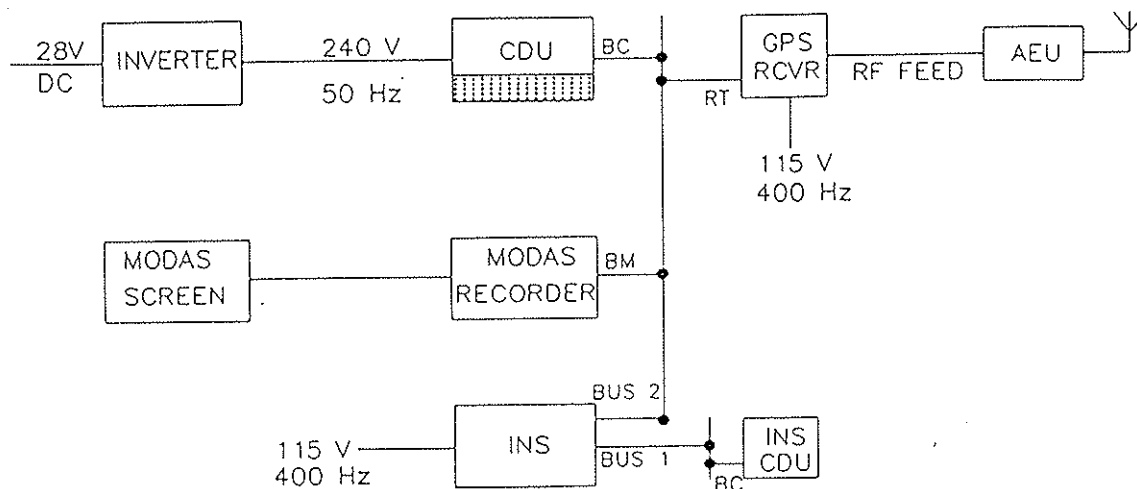 28V
DC
INVERTER
240 V
50 Hz
CDU
BC
RT
GPS
RCVR
RF FEED
AEU
115 V
400 Hz
MODAS
SCREEN
MODAS
RECORDER
BM
115 V
400 Hz
INS
BUS 2
BUS 1
BC
INS
CDU